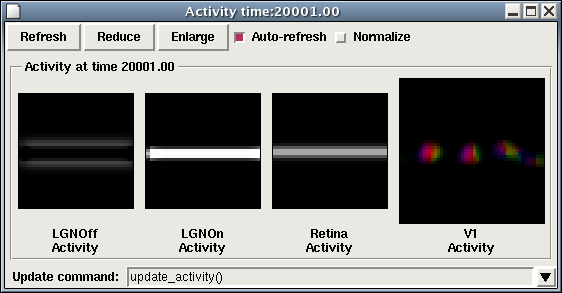 Activity time:20001.00
Refresh Reduce Enlarge Auto-refresh Normalize
Activity at time 20001.00
LGNOff LGNOn Retina V1
Activity Activity Activity Activity
Update command: update_activity()